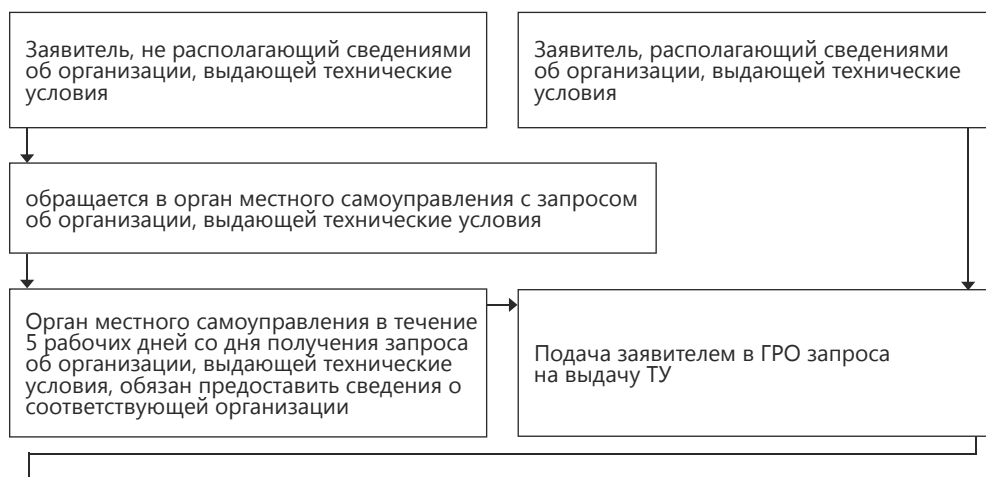 Заявитель, не располагающий сведениями
об организации, выдающей технические
условия
Заявитель, располагающий сведениями
об организации, выдающей технические
условия
обращается в орган местного самоуправления с запросом
об организации, выдающей технические условия
Орган местного самоуправления в течение
5 рабочих дней со дня получения запроса
об организации, выдающей технические
условия, обязан предоставить сведения о
соответствующей организации
Подача заявителем в ГРО запроса
на выдачу ТУ